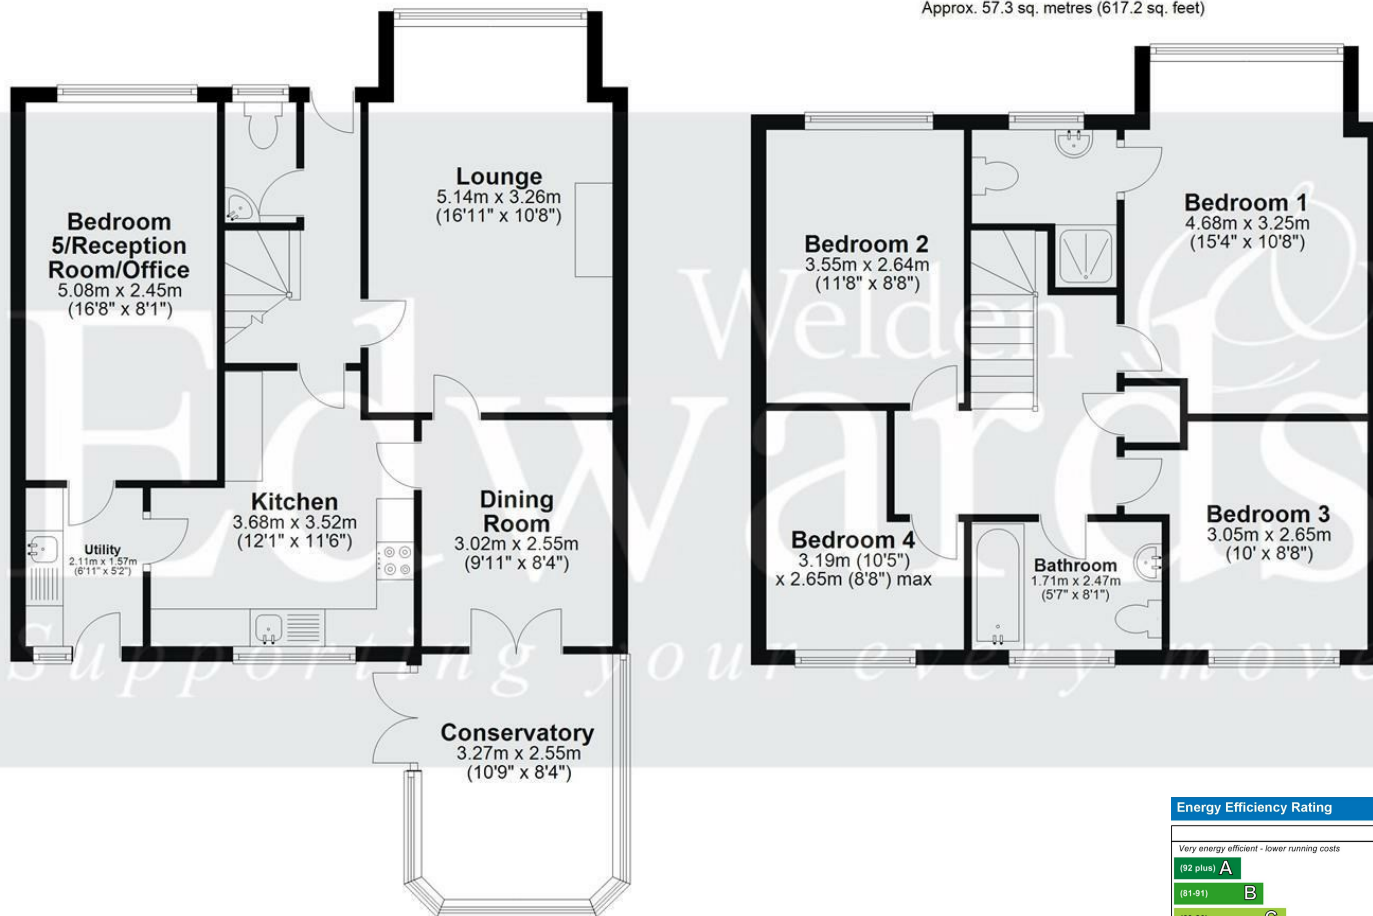 Approx. 57.3 sq. metres (617.2 sq. feet)
Bedroom
5/Reception
Room/Office
5.08m x 2.45m
(16'8" x 8'1")
Lounge
5.14m x 3.26m
(16'11" x 10'8")
Kitchen
3.68m x 3.52m
(12'1" x 11'6")
Utility
2.11m x 1.57m
(6'11" x 5'2")
Dining
Room
3.02m x 2.55m
(9'11" x 8'4")
Conservatory
3.27m x 2.55m
(10'9" x 8'4")
Bedroom 2
3.55m x 2.64m
(11'8" x 8'8")
Bedroom 1
4.68m x 3.25m
(15'4" x 10'8")
Bedroom 4
3.19m (10'5")
x 2.65m (8'8") max
Bathroom
1.71m x 2.47m
(5'7" x 8'1")
Bedroom 3
3.05m x 2.65m
(10' x 8'8")
Welden &
Edwards
Supporting your every move
Energy Efficiency Rating
Very energy efficient - lower running costs
(92 plus) A
(81-91) B